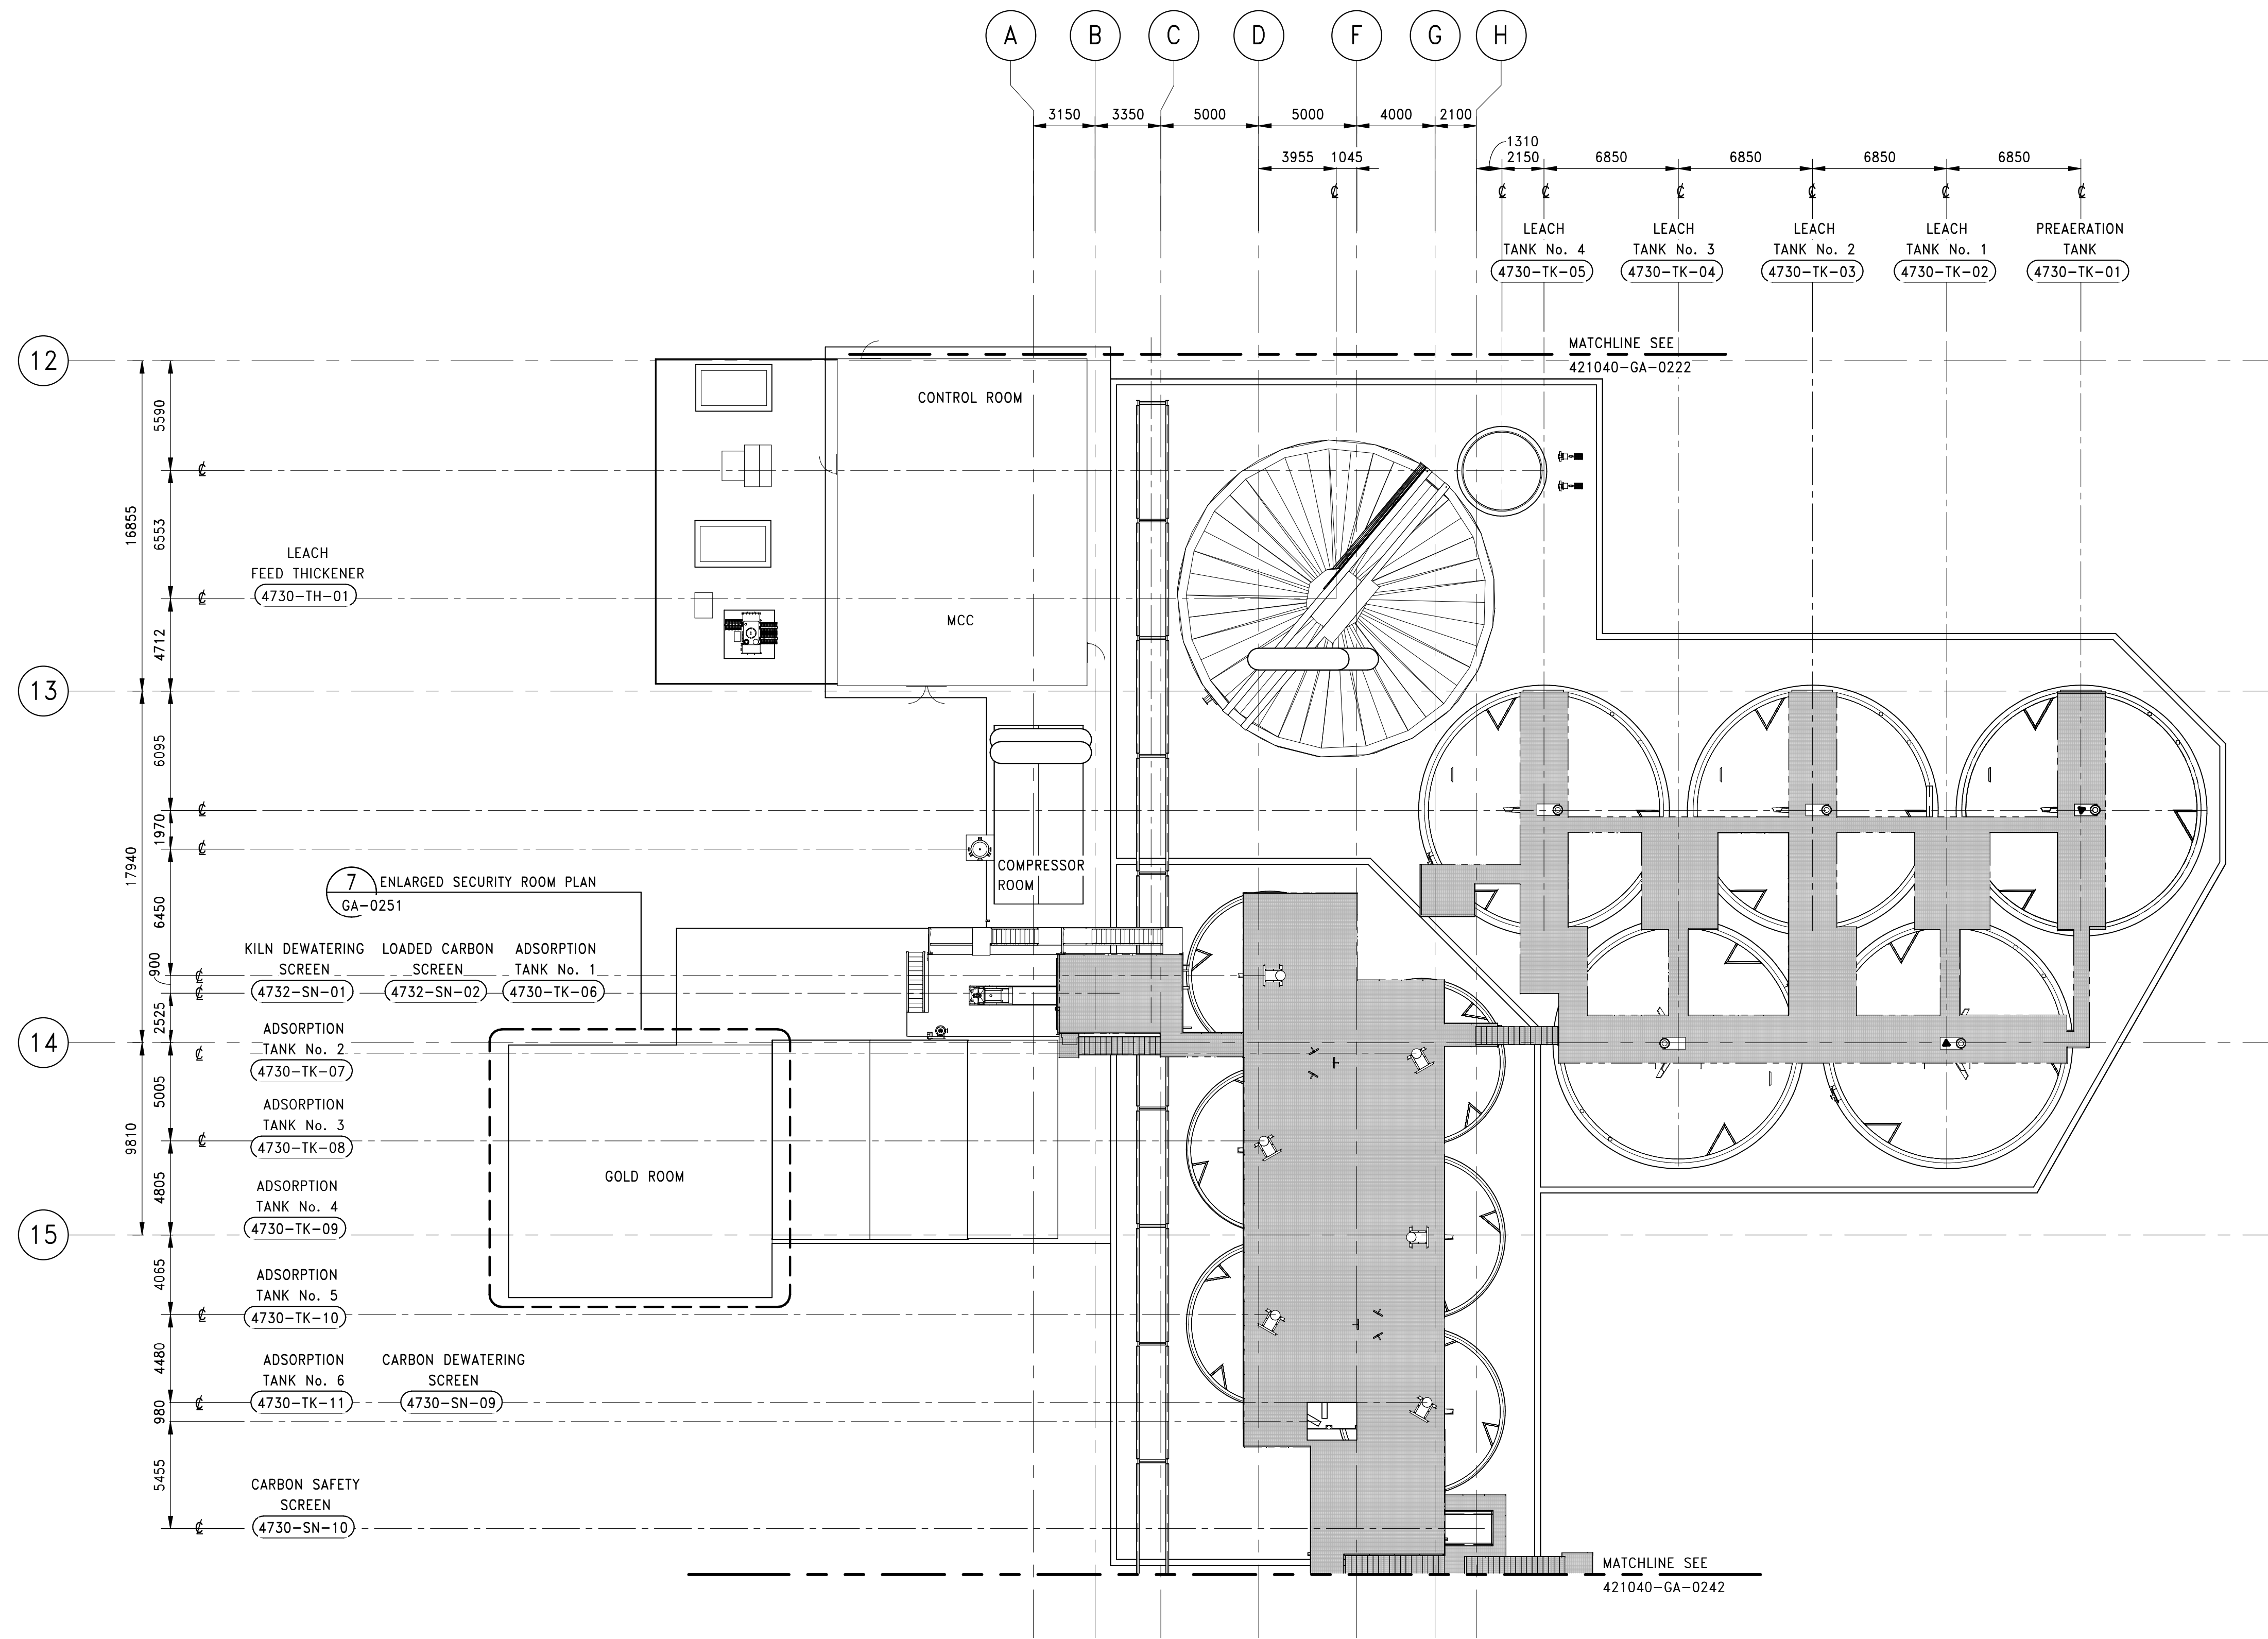 A B C D F G H
3150 3350 5000 5000 4000 2100
1310
3955 1045 2150 6850 6850 6850 6850
LEACH LEACH LEACH LEACH PREAERATION
TANK No. 4 TANK No. 3 TANK No. 2 TANK No. 1 TANK
4730-TK-05 4730-TK-04 4730-TK-03 4730-TK-02 4730-TK-01
MATCHLINE SEE
421040-GA-0222
12
CONTROL ROOM
5590
16855
6553
LEACH
FEED THICKENER
4730-TH-01
MCC
4712
13
6095
1970
17940
COMPRESSOR
ROOM
7 ENLARGED SECURITY ROOM PLAN
GA-0251
6450
KILN DEWATERING LOADED CARBON ADSORPTION
SCREEN SCREEN TANK No. 1
4732-SN-01 4732-SN-02 4730-TK-06
900
2525
14
ADSORPTION
TANK No. 2
4730-TK-07
5005
ADSORPTION
TANK No. 3
4730-TK-08
9810
GOLD ROOM
4805
ADSORPTION
TANK No. 4
4730-TK-09
15
4065
ADSORPTION
TANK No. 5
4730-TK-10
4480
ADSORPTION CARBON DEWATERING
TANK No. 6 SCREEN
4730-TK-11 4730-SN-09
980
5455
CARBON SAFETY
SCREEN
4730-SN-10
MATCHLINE SEE
421040-GA-0242